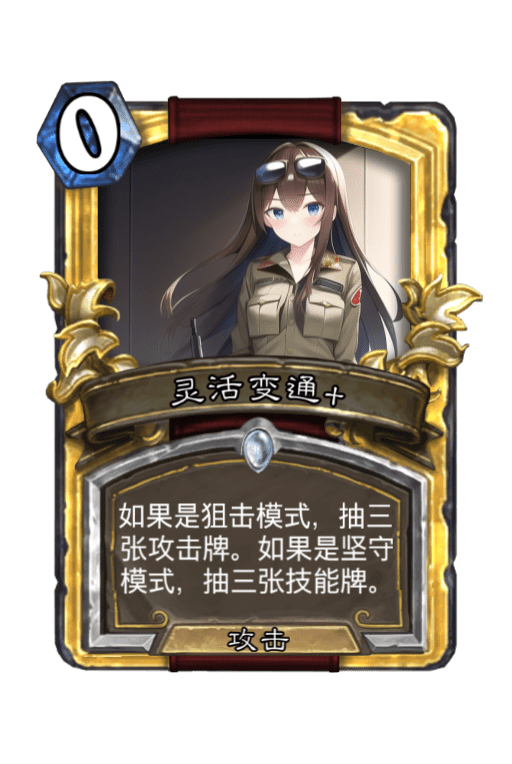 0
灵活变通+
如果是狙击模式，抽三
张攻击牌。如果是坚守
模式，抽三张技能牌。
攻击